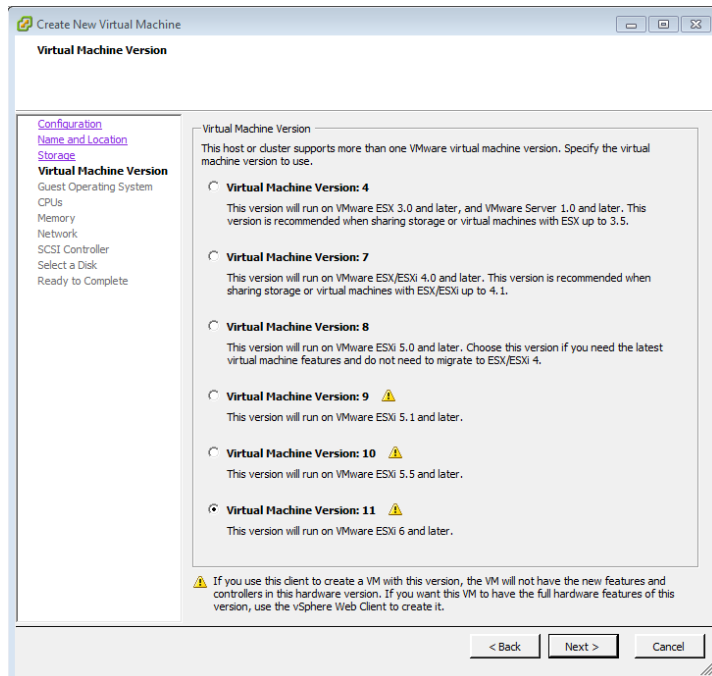 Create New Virtual Machine
Virtual Machine Version
Configuration
Name and Location
Storage
Virtual Machine Version
Guest Operating System
CPUs
Memory
Network
SCSI Controller
Select a Disk
Ready to Complete
Virtual Machine Version
This host or cluster supports more than one VMware virtual machine version. Specify the virtual
machine version to use.
Virtual Machine Version: 4
This version will run on VMware ESX 3.0 and later, and VMware Server 1.0 and later. This
version is recommended when sharing storage or virtual machines with ESX up to 3.5.
Virtual Machine Version: 7
This version will run on VMware ESX/ESXi 4.0 and later. This version is recommended when
sharing storage or virtual machines with ESX/ESXi up to 4.1.
Virtual Machine Version: 8
This version will run on VMware ESXi 5.0 and later. Choose this version if you need the latest
virtual machine features and do not need to migrate to ESX/ESXi 4.
Virtual Machine Version: 9
This version will run on VMware ESXi 5.1 and later.
Virtual Machine Version: 10
This version will run on VMware ESXi 5.5 and later.
Virtual Machine Version: 11
This version will run on VMware ESXi 6 and later.
If you use this client to create a VM with this version, the VM will not have the new features and
controllers in this hardware version. If you want this VM to have the full hardware features of this
version, use the vSphere Web Client to create it.
< Back
Next >
Cancel